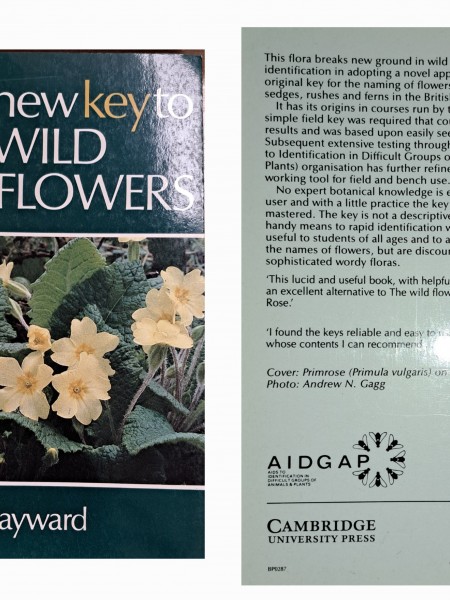 new key to
WILD
FLOWERS
ayward
This flora breaks new ground in wild
identification in adopting a novel app
original key for the naming of flowers
sedges, rushes and ferns in the British
It has its origins in courses run by t
simple field key was required that cou
results and was based upon easily see
Subsequent extensive testing through
to Identification in Difficult Groups o
Plants) organisation has further refine
working tool for field and bench use.
No expert botanical knowledge is e
user and with a little practice the key
mastered. The key is not a descriptive
handy means to rapid identification w
useful to students of all ages and to a
the names of flowers, but are discour
sophisticated wordy floras.
'This lucid and useful book, with helpfu
an excellent alternative to The wild flow
Rose.'
'I found the keys reliable and easy to
whose contents I can recommend
Cover: Primrose (Primula vulgaris) on
Photo: Andrew N. Gagg
AIDGAP
AIDS TO
IDENTIFICATION IN
DIFFICULT GROUPS OF
ANIMALS & PLANTS
CAMBRIDGE
UNIVERSITY PRESS
BP0287